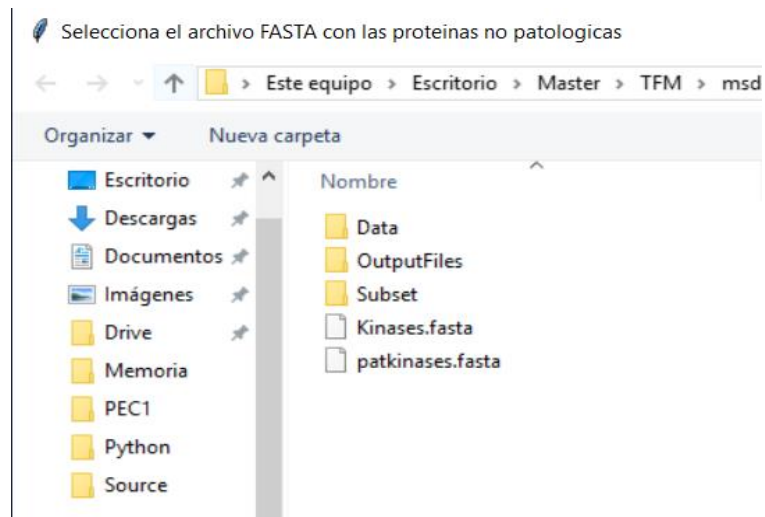 Selecciona el archivo FASTA con las proteinas no patologicas
Este equipo > Escritorio > Master > TFM > msd
Organizar Nueva carpeta
Escritorio
Descargas
Documentos
Imágenes
Drive
Memoria
PEC1
Python
Source
Nombre
Data
OutputFiles
Subset
Kinases.fasta
patkinases.fasta